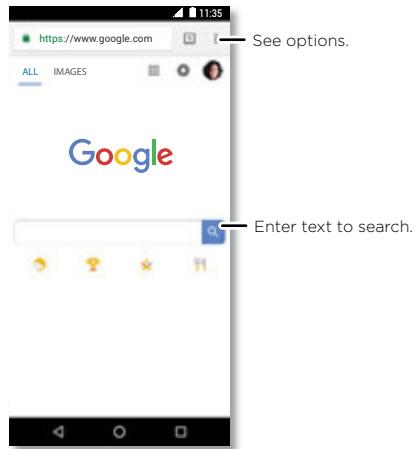 11:35
https://www.google.com
See options.
ALL IMAGES
Google
Enter text to search.